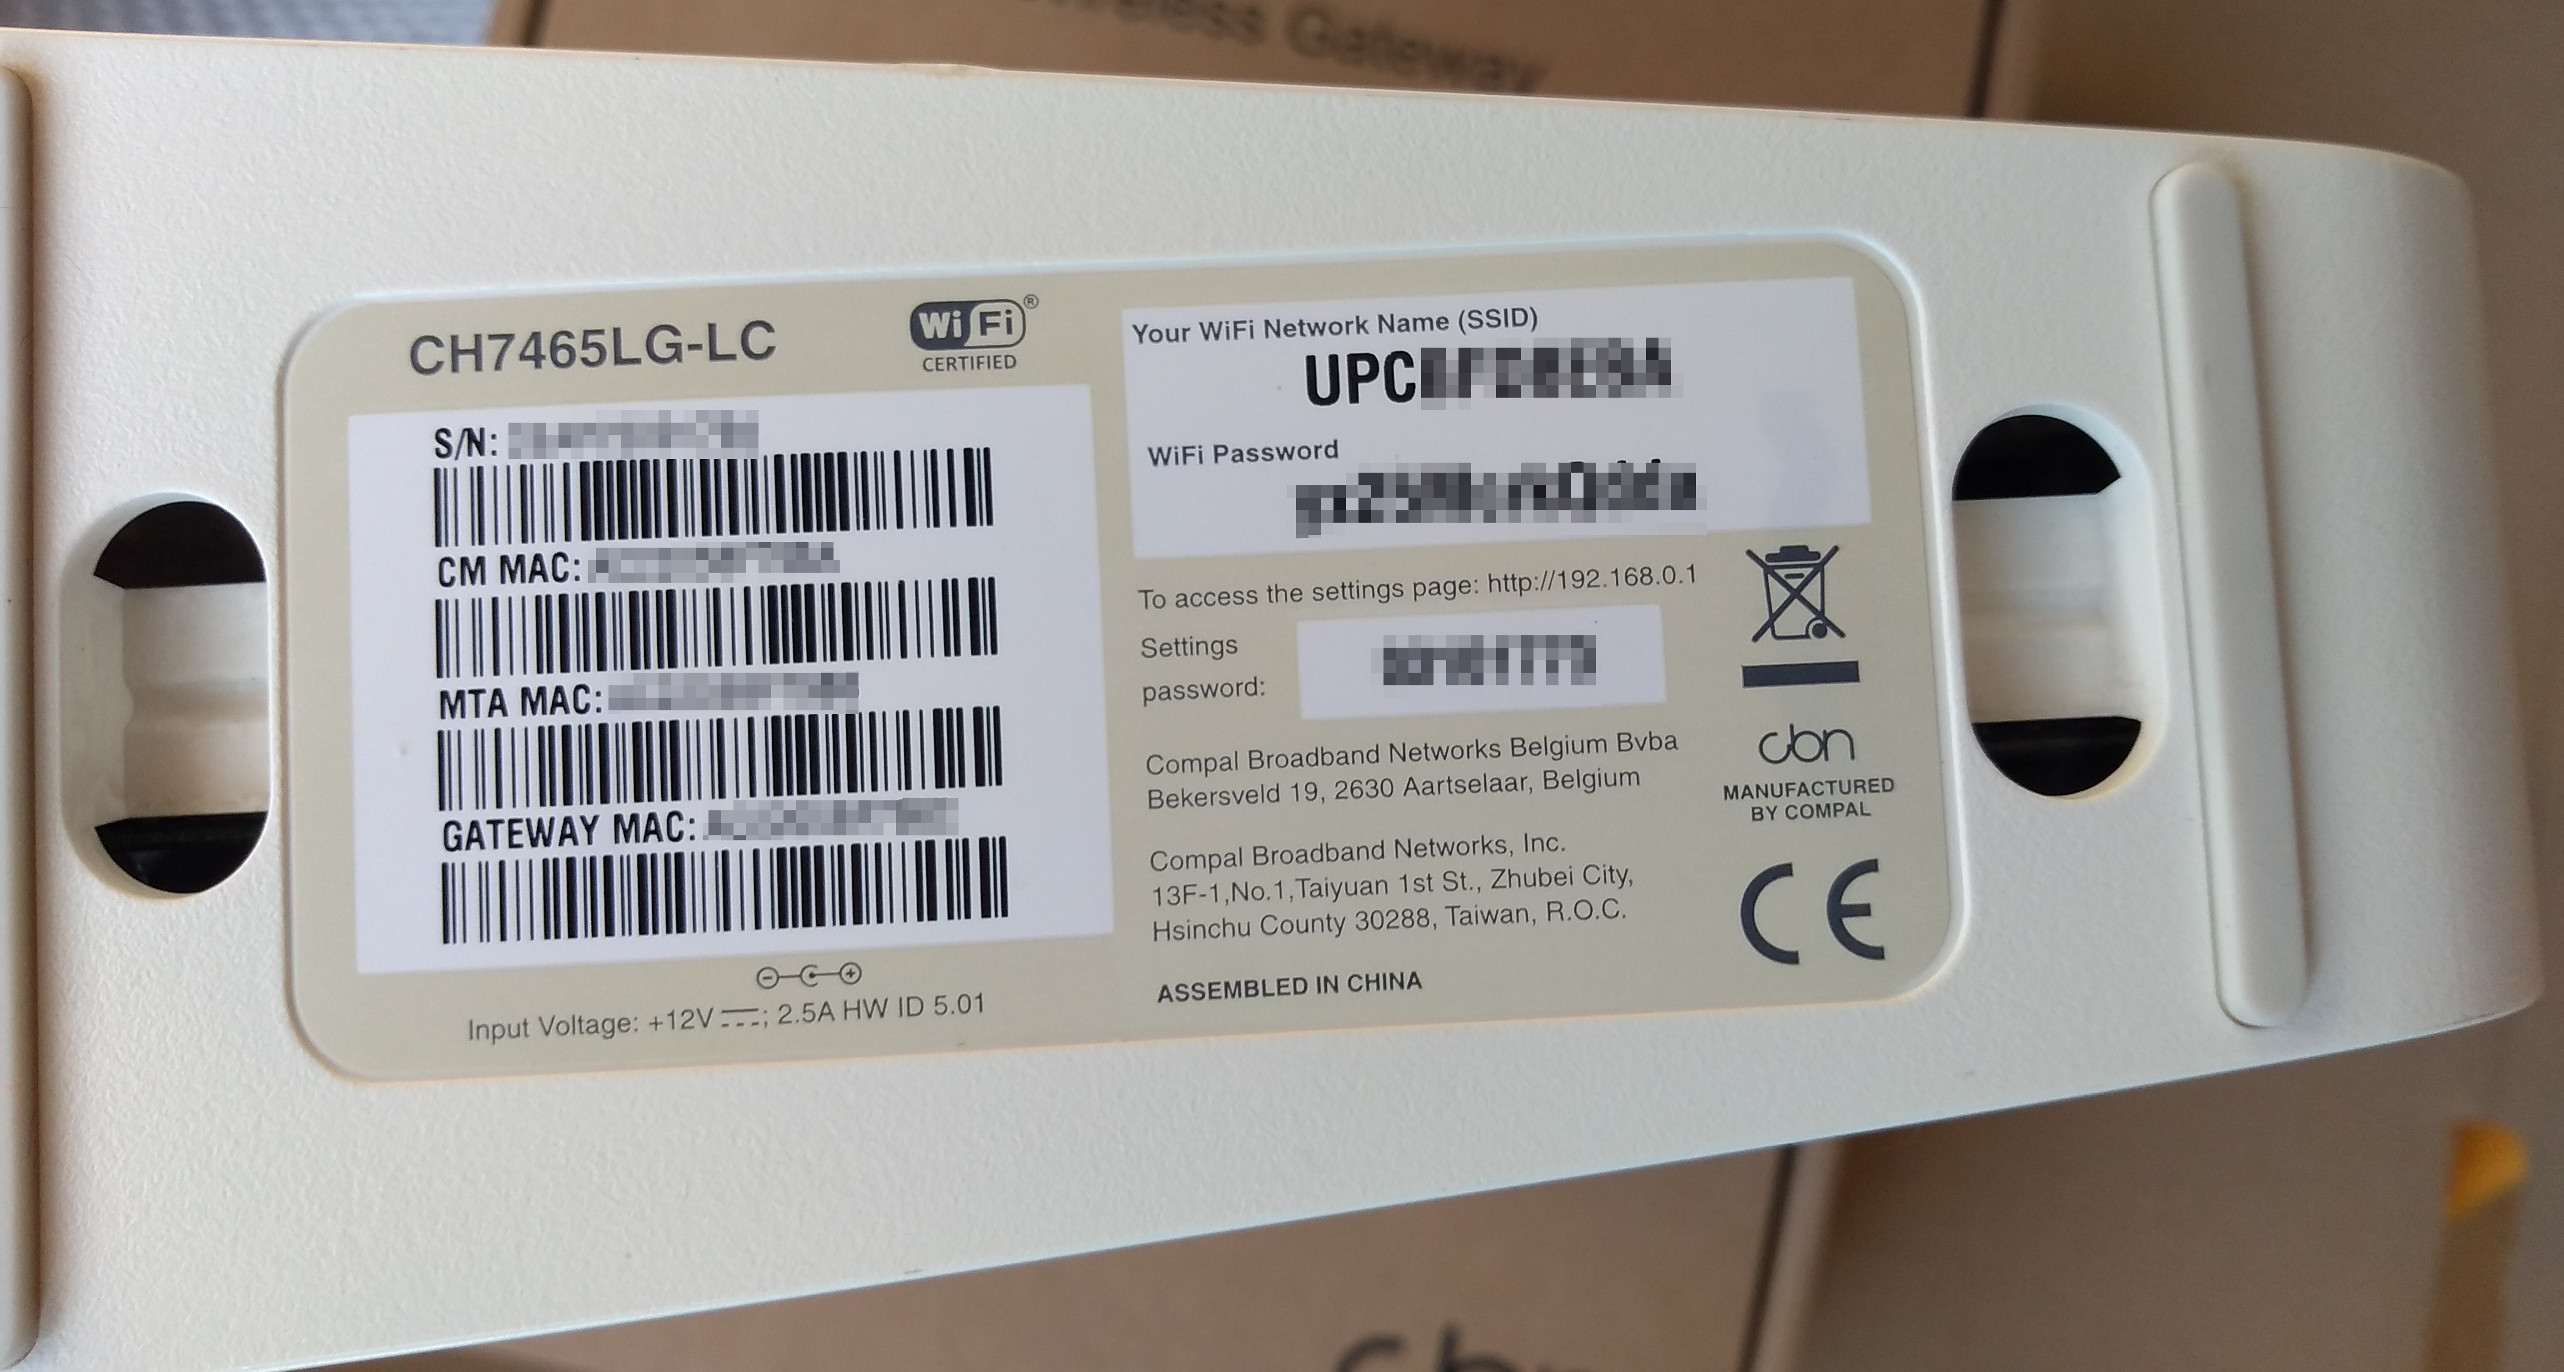 Wireless Gateway
CH7465LG-LC
WiFi®
CERTIFIED
S/N:
CM MAC:
MTA MAC:
GATEWAY MAC:
Input Voltage: +12V ⎓; 2.5A HW ID 5.01
Your WiFi Network Name (SSID)
UPC
WiFi Password
To access the settings page: http://192.168.0.1
Settings
password:
Compal Broadband Networks Belgium Bvba
Bekersveld 19, 2630 Aartselaar, Belgium
Compal Broadband Networks, Inc.
13F-1,No.1,Taiyuan 1st St., Zhubei City,
Hsinchu County 30288, Taiwan, R.O.C.
ASSEMBLED IN CHINA
cbn
MANUFACTURED
BY COMPAL
CE
cbn